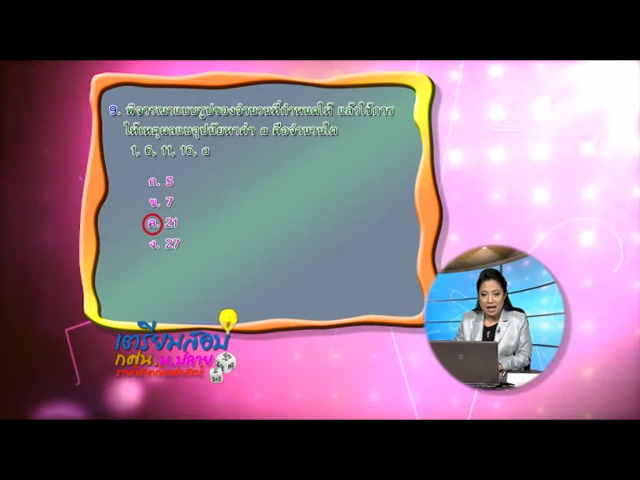 9. พิจารณาแบบรูปของจำนวนที่กำหนดให้ แล้วใช้การ
ให้เหตุผลแบบอุปนัยหาค่า a คือจำนวนใด
1, 6, 11, 16, a
ก. 5
ข. 7
ค. 21
ง. 27
เตรียมสอบ
กศน. ม.ปลาย